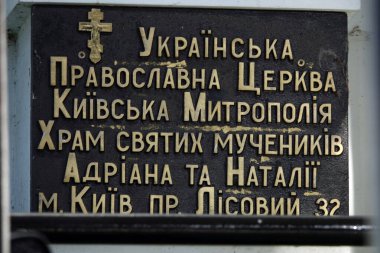 Українська
Православна Церква
Київська Митрополія
Храм святих мучеників
Адріана та Наталії
м. Київ пр. Лісовий 32